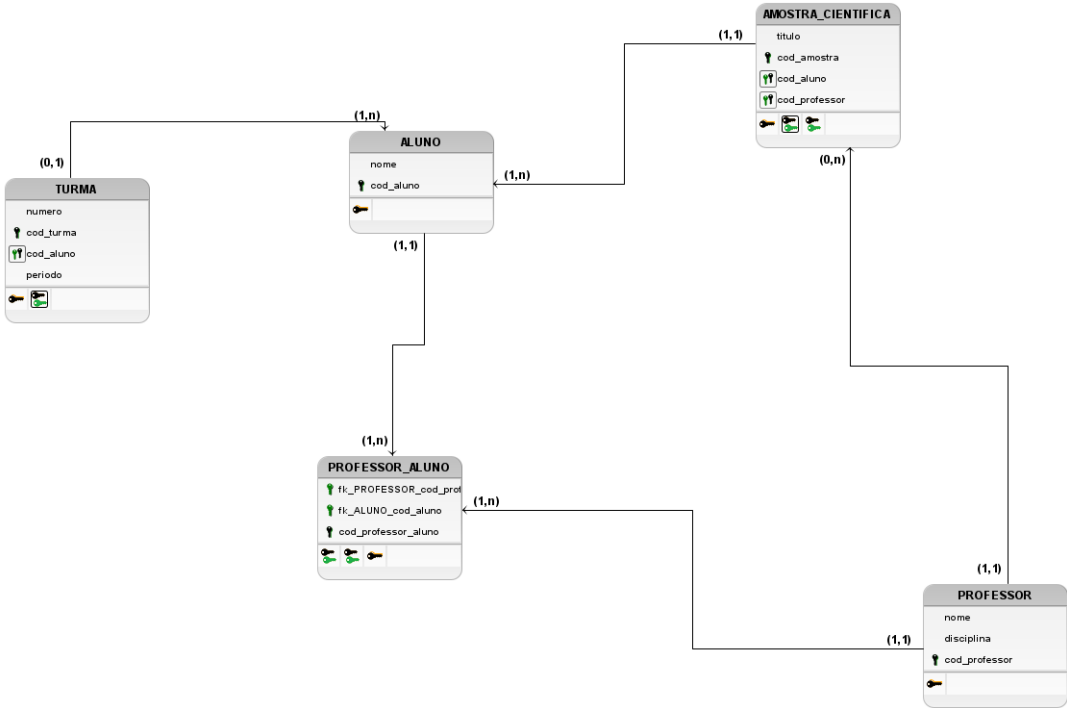 AMOSTRA_CIENTIFICA
titulo
cod_amostra
cod_aluno
cod_professor
(1,1)
(0,n)
(1,n)
ALUNO
nome
cod_aluno
(1,n)
(1,1)
(0,1)
TURMA
numero
cod_turma
cod_aluno
periodo
(1,n)
PROFESSOR_ALUNO
fk_PROFESSOR_cod_prof
fk_ALUNO_cod_aluno
cod_professor_aluno
(1,n)
(1,1)
PROFESSOR
nome
disciplina
cod_professor
(1,1)